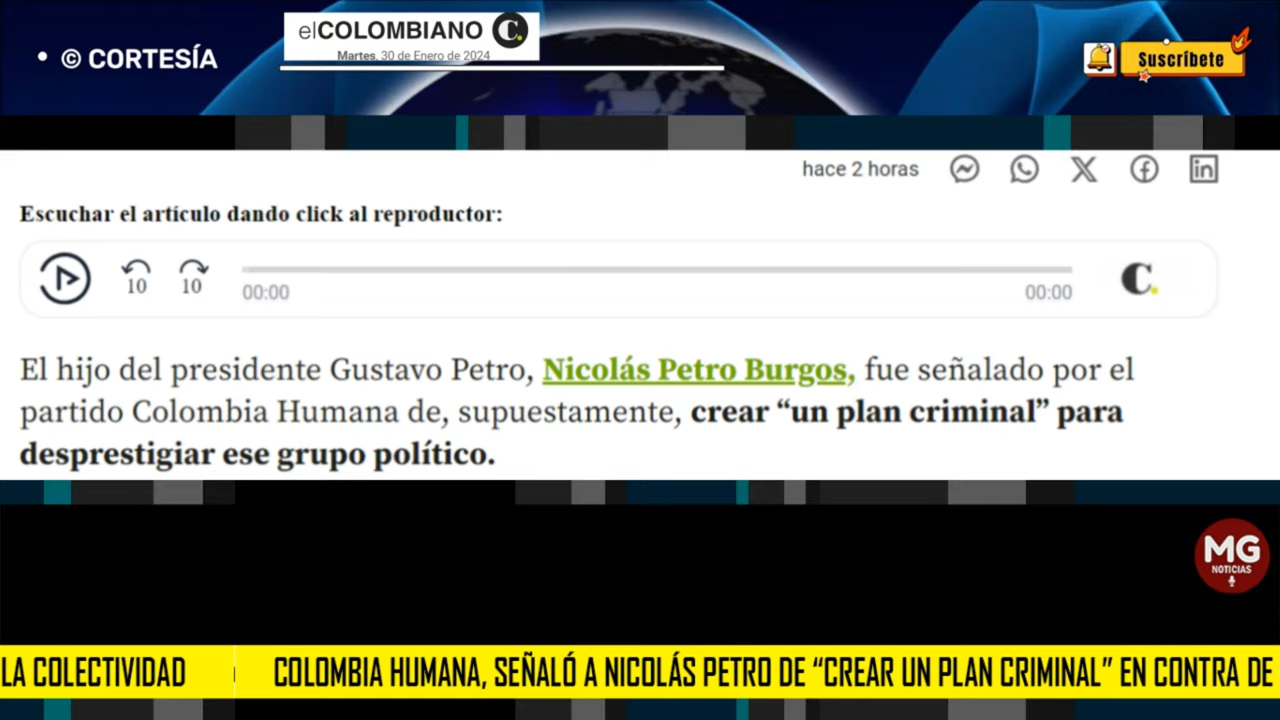 • © CORTESÍA
elCOLOMBIANO C.
Martes, 30 de Enero de 2024
Suscríbete
hace 2 horas
Escuchar el artículo dando click al reproductor:
10 10
00:00 00:00
C.
El hijo del presidente Gustavo Petro, Nicolás Petro Burgos, fue señalado por el
partido Colombia Humana de, supuestamente, crear “un plan criminal” para
desprestigiar ese grupo político.
MG
NOTICIAS
LA COLECTIVIDAD COLOMBIA HUMANA, SEÑALÓ A NICOLÁS PETRO DE “CREAR UN PLAN CRIMINAL” EN CONTRA DE